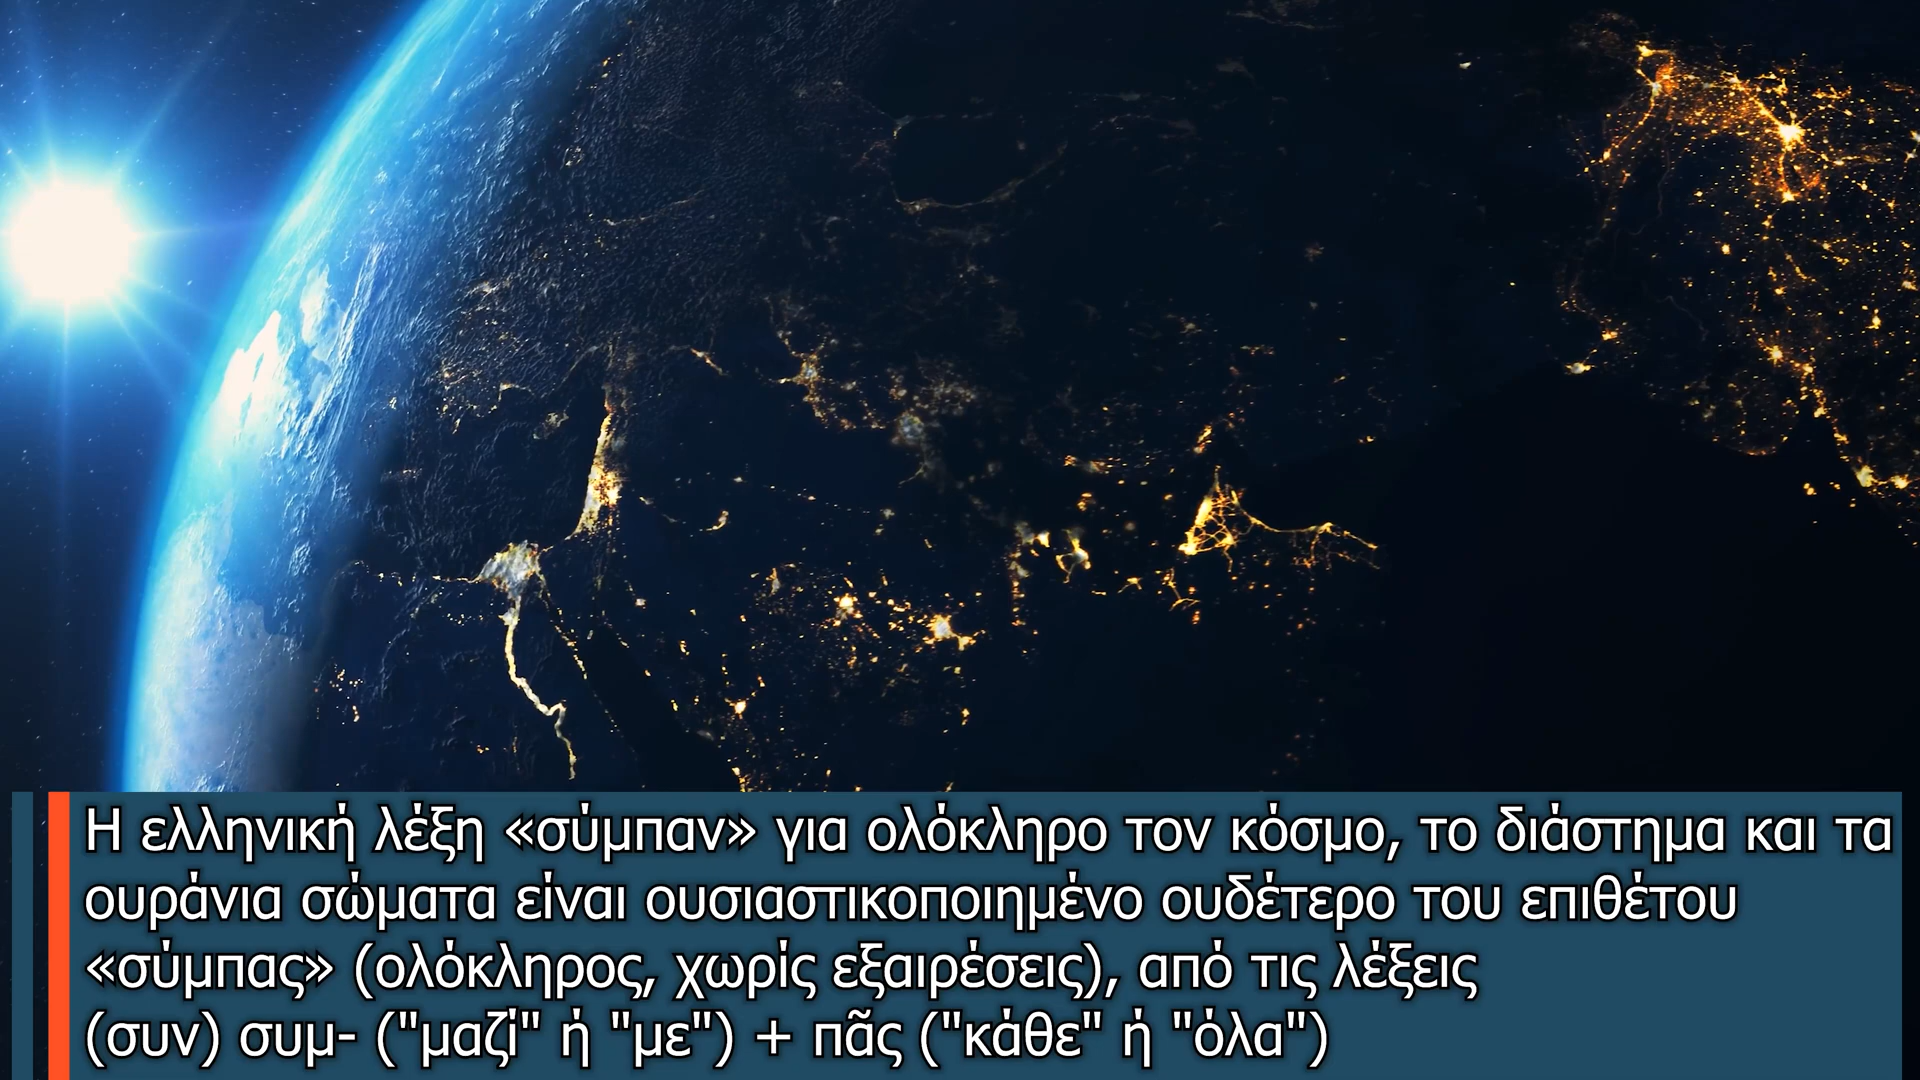 Η ελληνική λέξη «σύμπαν» για ολόκληρο τον κόσμο, το διάστημα και τα
ουράνια σώματα είναι ουσιαστικοποιημένο ουδέτερο του επιθέτου
«σύμπας» (ολόκληρος, χωρίς εξαιρέσεις), από τις λέξεις
(συν) συμ- ("μαζί" ή "με") + πᾶς ("κάθε" ή "όλα")